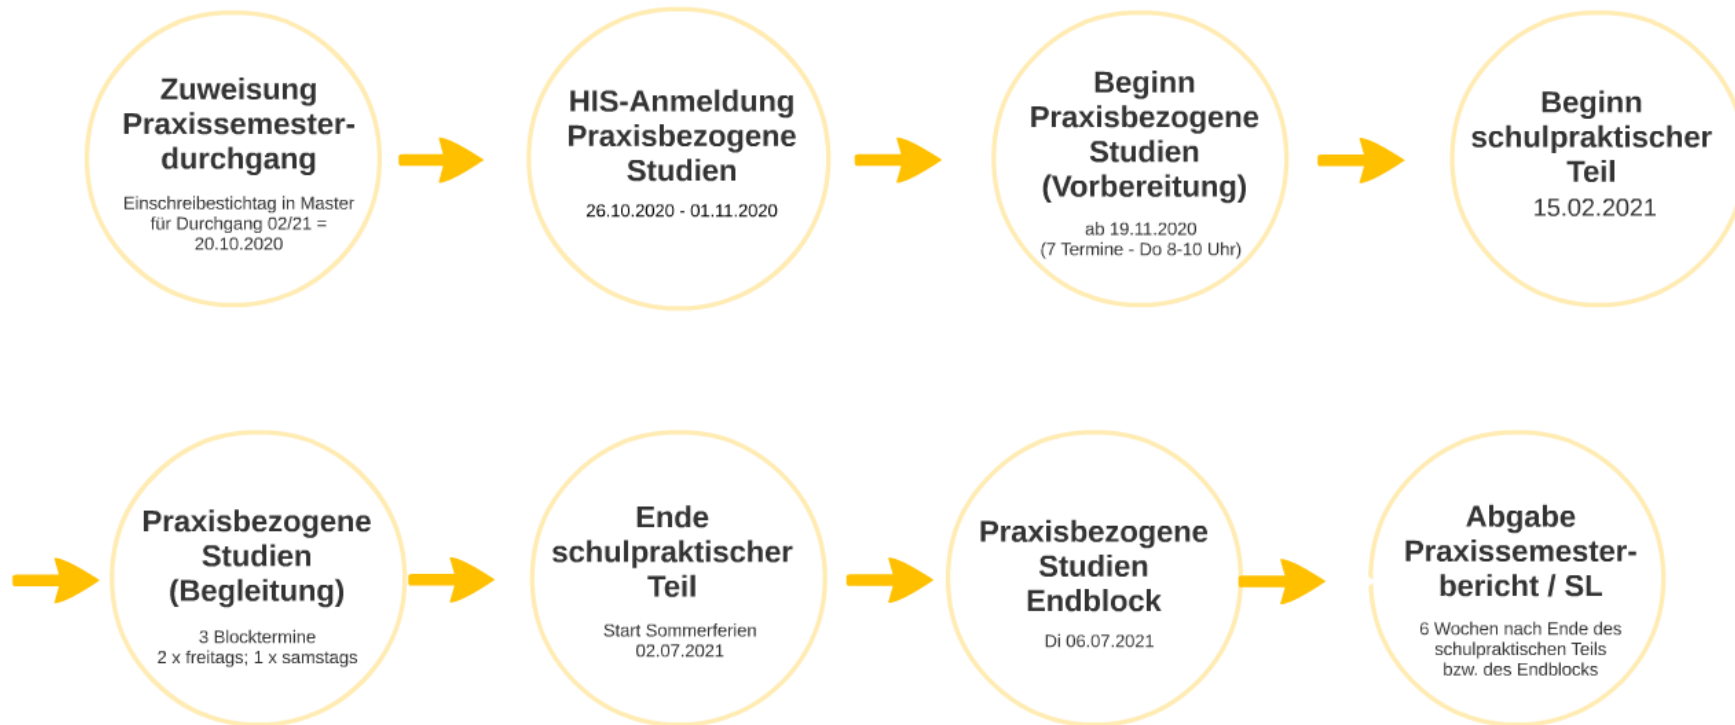 Zuweisung
Praxissemester-
durchgang
Einschreibestichtag in Master
für Durchgang 02/21 =
20.10.2020
HIS-Anmeldung
Praxisbezogene
Studien
26.10.2020 - 01.11.2020
Beginn
Praxisbezogene
Studien
(Vorbereitung)
ab 19.11.2020
(7 Termine - Do 8-10 Uhr)
Beginn
schulpraktischer
Teil
15.02.2021
Praxisbezogene
Studien
(Begleitung)
3 Blocktermine
2 x freitags; 1 x samstags
Ende
schulpraktischer
Teil
Start Sommerferien
02.07.2021
Praxisbezogene
Studien
Endblock
Di 06.07.2021
Abgabe
Praxissemester-
bericht / SL
6 Wochen nach Ende des
schulpraktischen Teils
bzw. des Endblocks